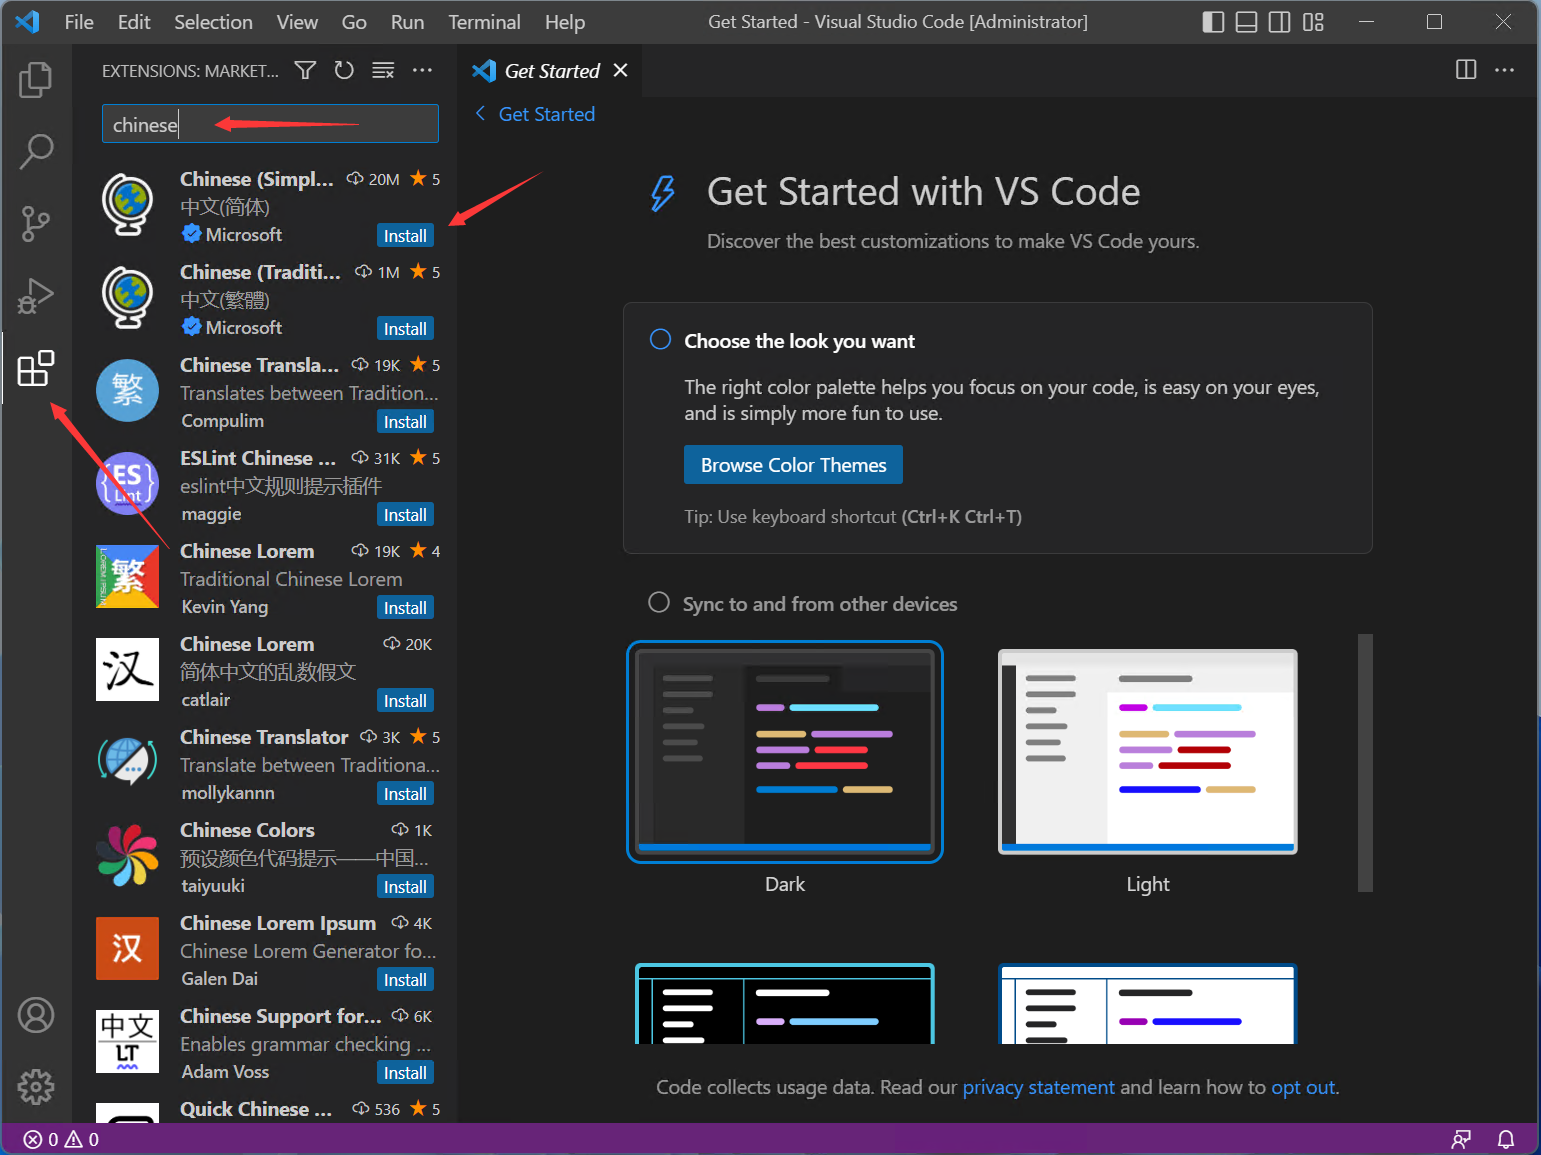 File Edit Selection View Go Run Terminal Help
Get Started - Visual Studio Code [Administrator]
EXTENSIONS: MARKET...
Get Started
Get Started
chinese
Chinese (Simpl... 20M 5
中文(简体)
Microsoft Install
Chinese (Traditi... 1M 5
中文(繁體)
Microsoft Install
繁
Chinese Transla... 19K 5
Translates between Tradition...
Compulim Install
{ES}
Lint
ESLint Chinese ... 31K 5
eslint中文规则提示插件
maggie Install
LOREM IPSUM
繁
Chinese Lorem 19K 4
Traditional Chinese Lorem
Kevin Yang Install
汉
Chinese Lorem 20K
简体中文的乱数假文
catlair Install
Chinese Translator 3K 5
Translate between Traditiona...
mollykannn Install
Chinese Colors 1K
预设颜色代码提示——中国...
taiyuuki Install
汉
Chinese Lorem Ipsum 4K
Chinese Lorem Generator fo...
Galen Dai Install
中文
LT
Chinese Support for... 6K
Enables grammar checking ...
Adam Voss Install
Quick Chinese ... 536 5
Get Started with VS Code
Discover the best customizations to make VS Code yours.
Choose the look you want
The right color palette helps you focus on your code, is easy on your eyes,
and is simply more fun to use.
Browse Color Themes
Tip: Use keyboard shortcut (Ctrl+K Ctrl+T)
Sync to and from other devices
Dark
Light
Code collects usage data. Read our privacy statement and learn how to opt out.
0 0